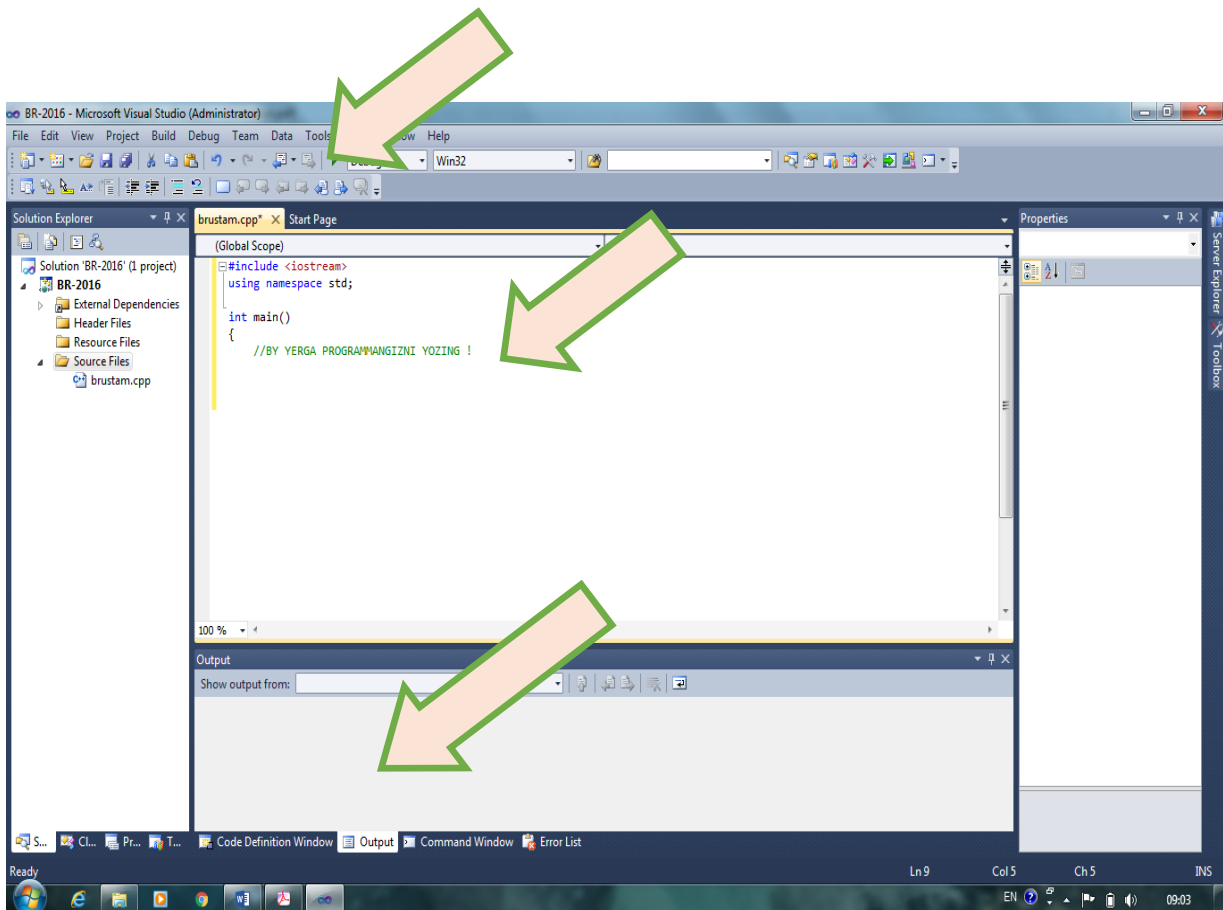 BR-2016 - Microsoft Visual Studio (Administrator)
File Edit View Project Build Debug Team Data Tools Help
Win32
Solution Explorer
brustam.cpp* Start Page
Properties
(Global Scope)
Solution 'BR-2016' (1 project)
BR-2016
External Dependencies
Header Files
Resource Files
Source Files
brustam.cpp
#include <iostream>
using namespace std;
int main()
{
//BY YERGA PROGRAMMANGIZNI YOZING !
100 %
Output
Show output from:
Server Explorer
Toolbox
S... Cl... Pr... T...
Code Definition Window Output Command Window Error List
Ready Ln 9 Col 5 Ch 5 INS
EN 09:03